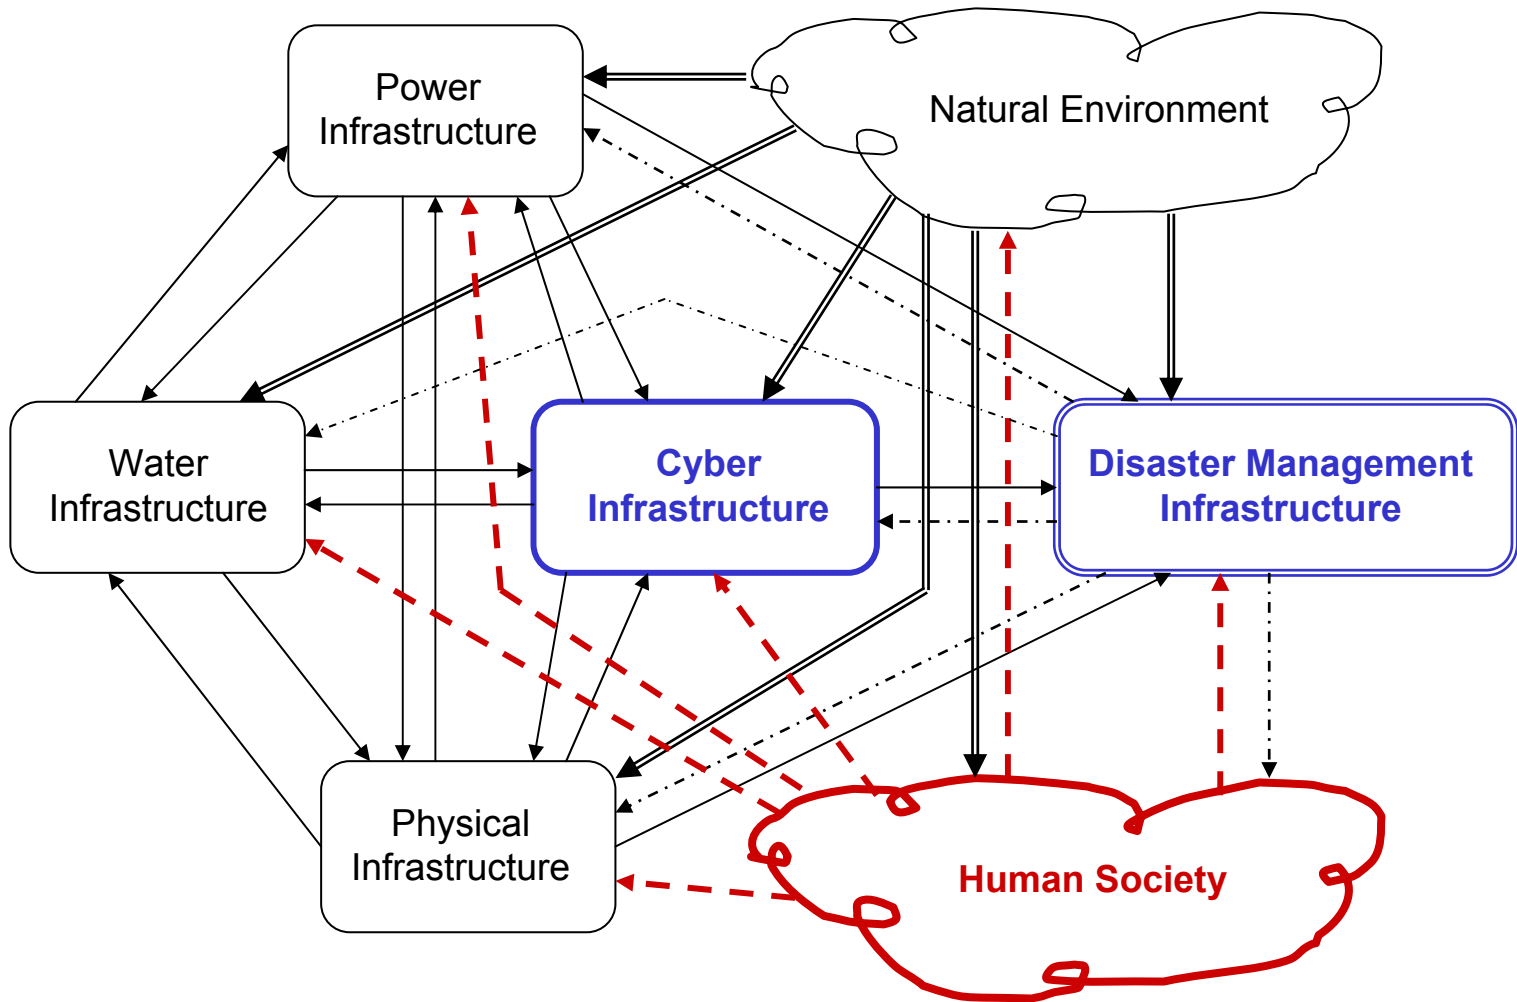 Power
Infrastructure
Natural Environment
Water
Infrastructure
Cyber
Infrastructure
Disaster Management
Infrastructure
Physical
Infrastructure
Human Society